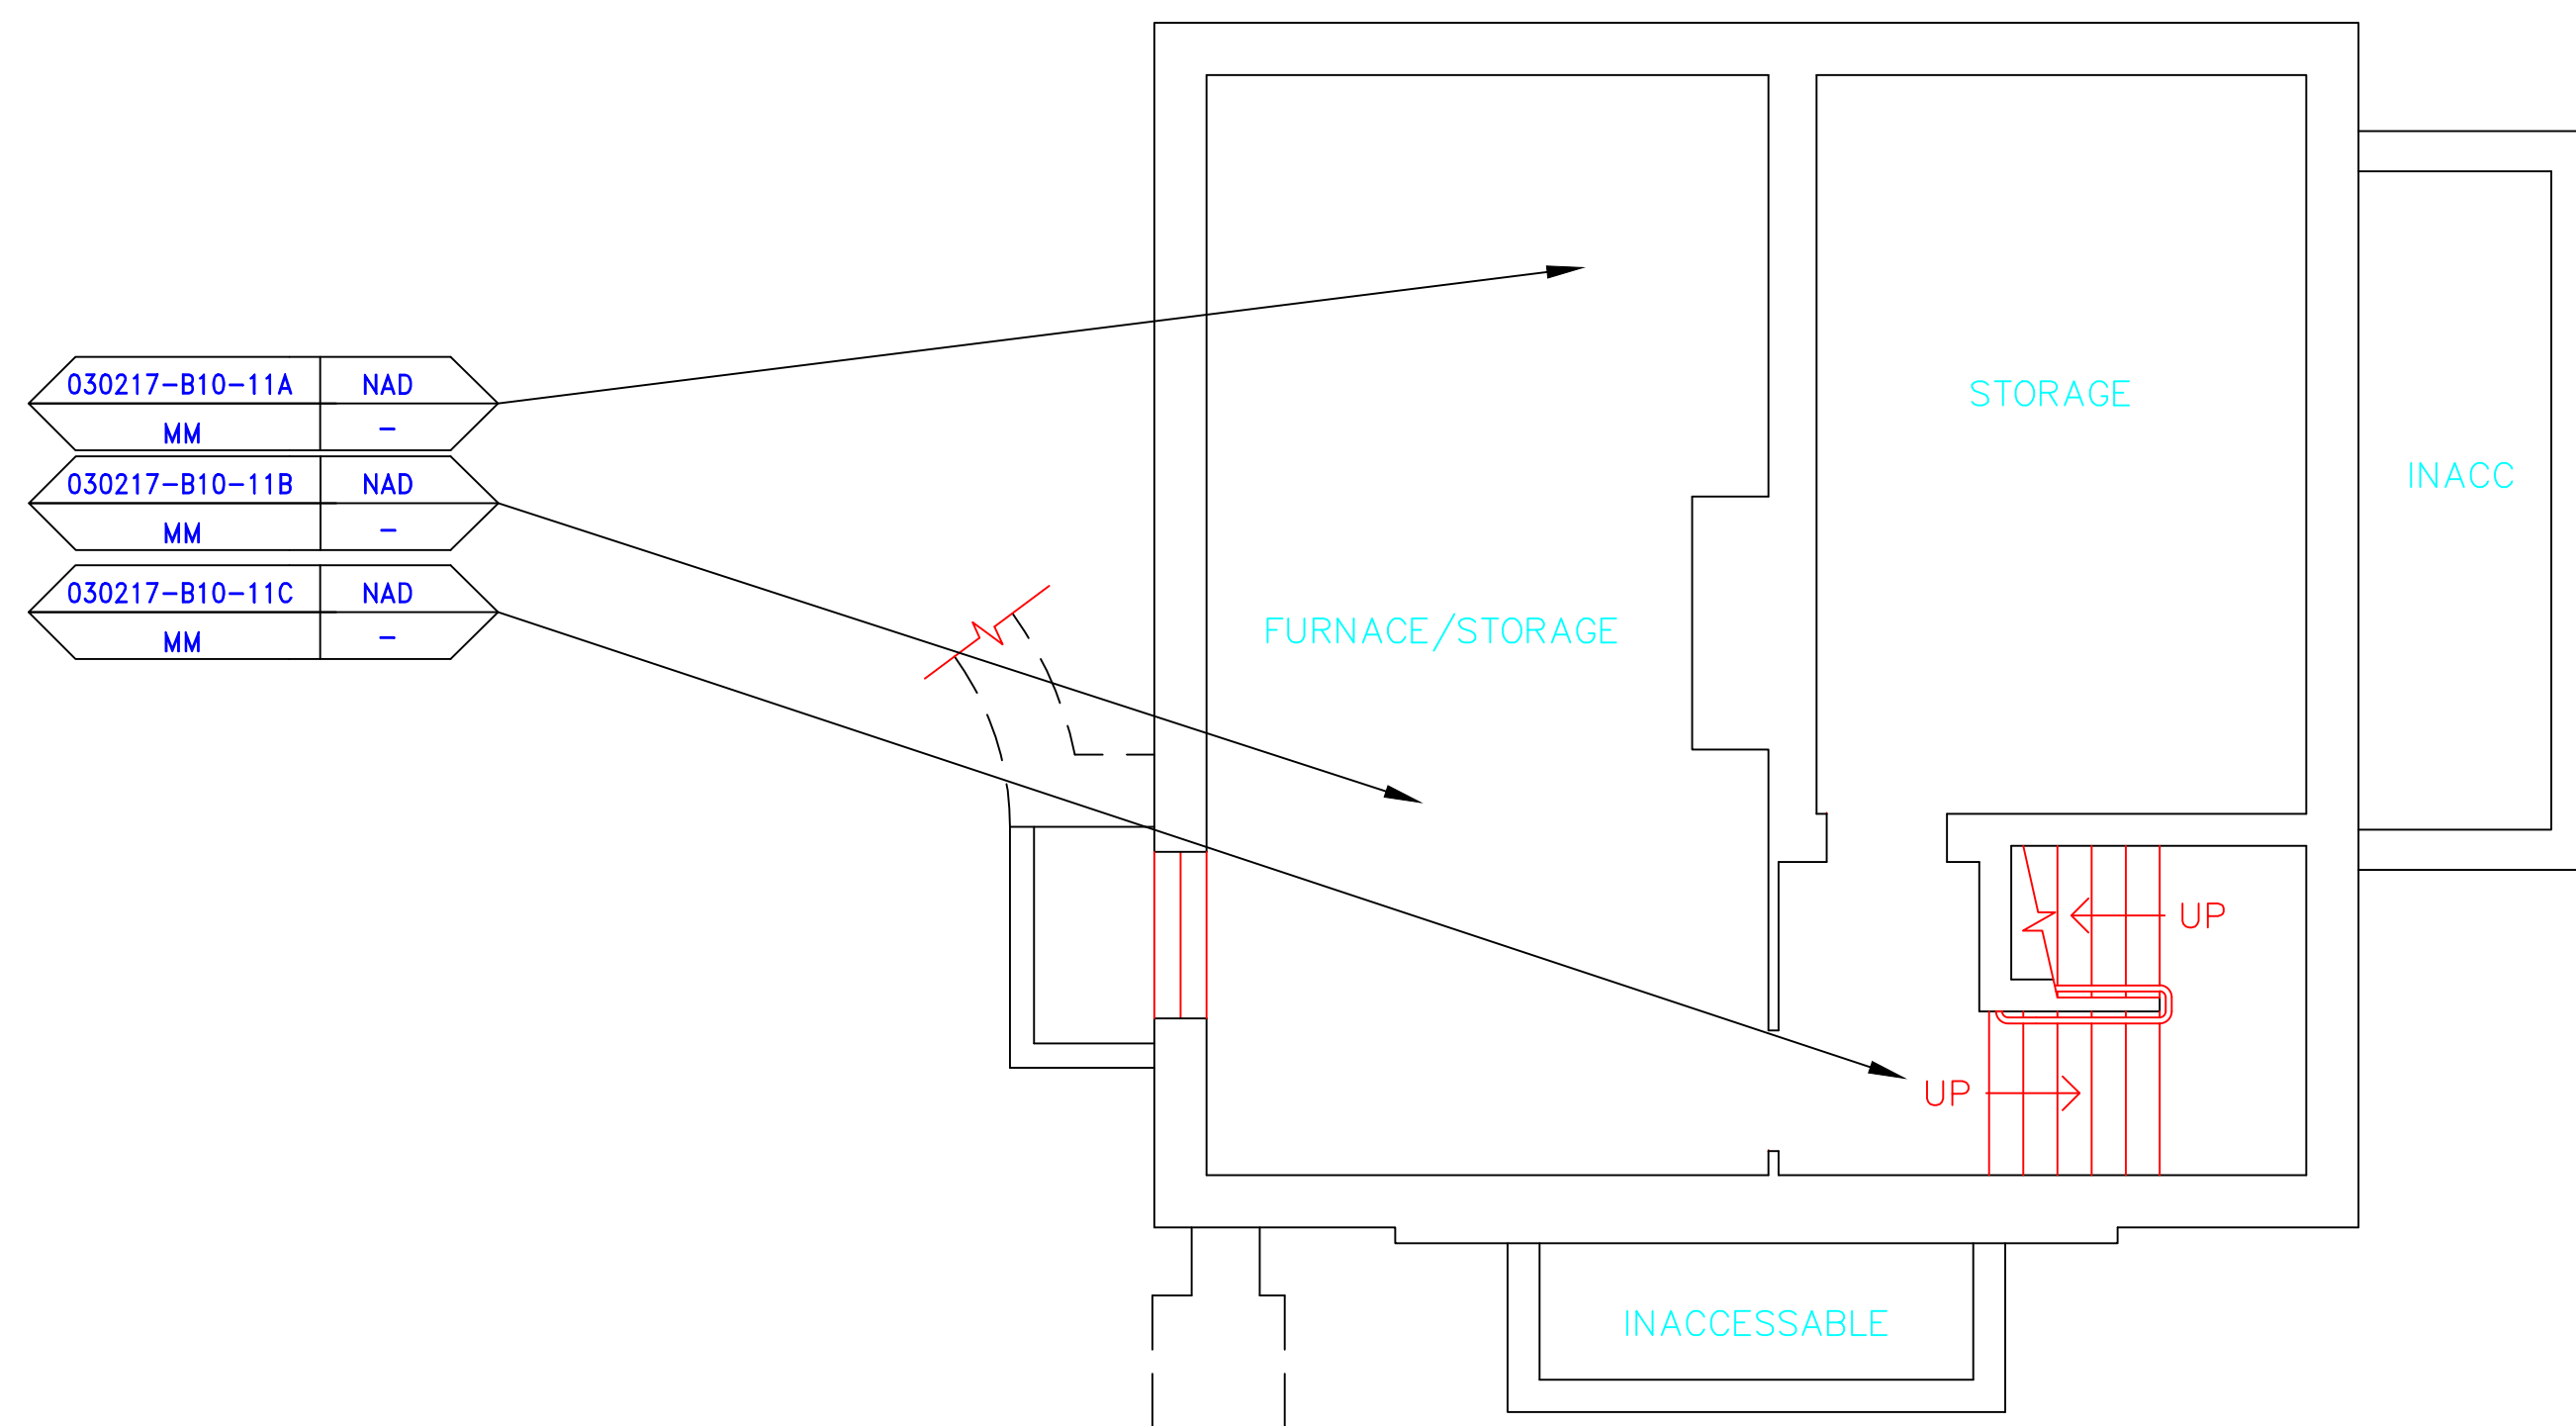 030217-B10-11A NAD
MM -
030217-B10-11B NAD
MM -
030217-B10-11C NAD
MM -
STORAGE
INACC
FURNACE/STORAGE
UP
UP
INACCESSABLE